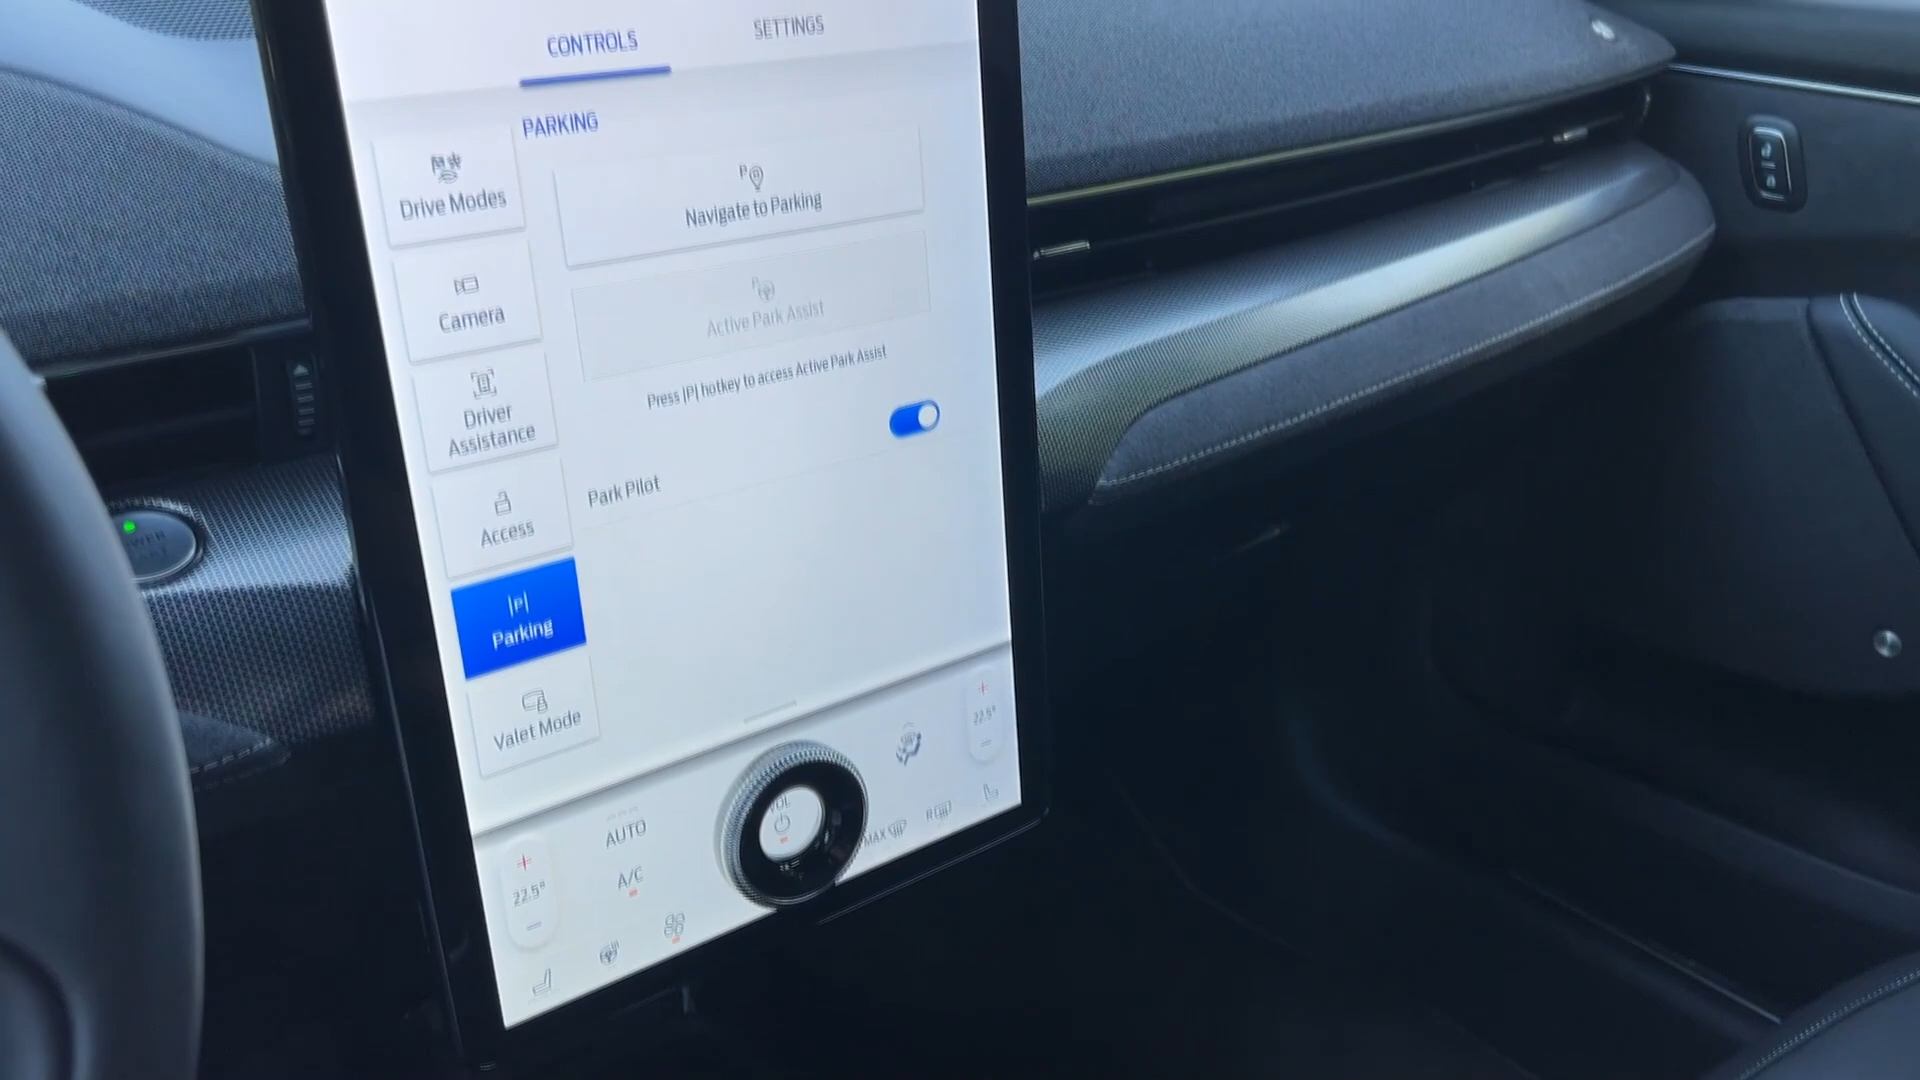 CONTROLS
SETTINGS
PARKING
Drive Modes
Navigate to Parking
Camera
Active Park Assist
Press |P| hotkey to access Active Park Assist
Driver
Assistance
Park Pilot
Access
|P|
Parking
Valet Mode
22.5°
AUTO
VOL
MAX
R
A/C
22.5°